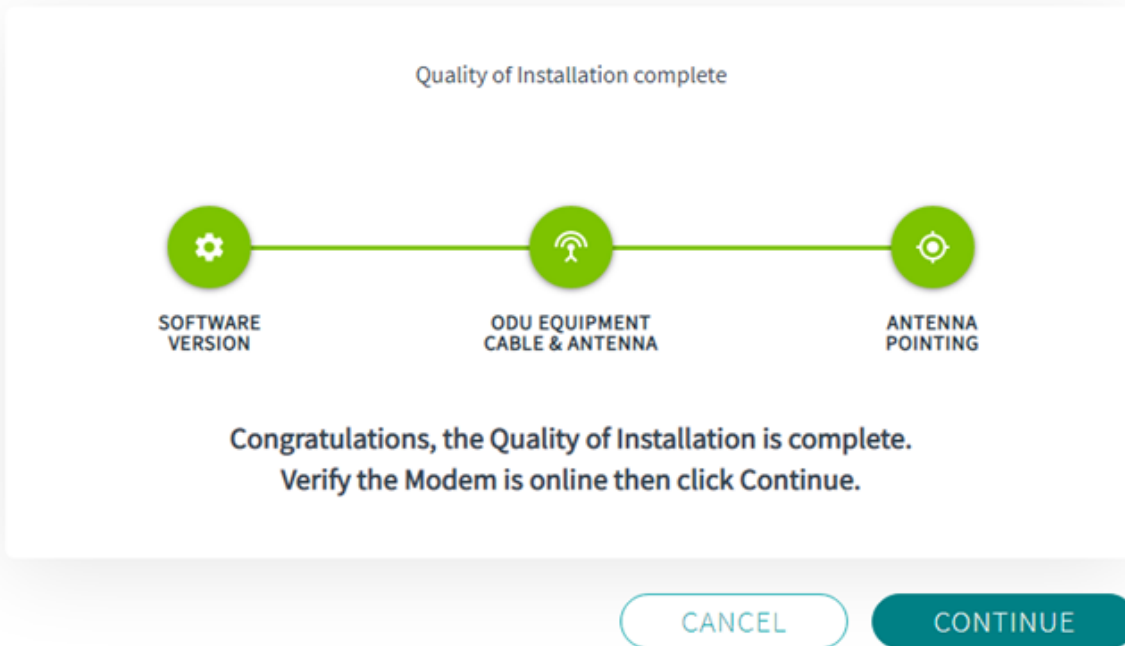 Quality of Installation complete
SOFTWARE
VERSION
ODU EQUIPMENT
CABLE & ANTENNA
ANTENNA
POINTING
Congratulations, the Quality of Installation is complete.
Verify the Modem is online then click Continue.
CANCEL
CONTINUE